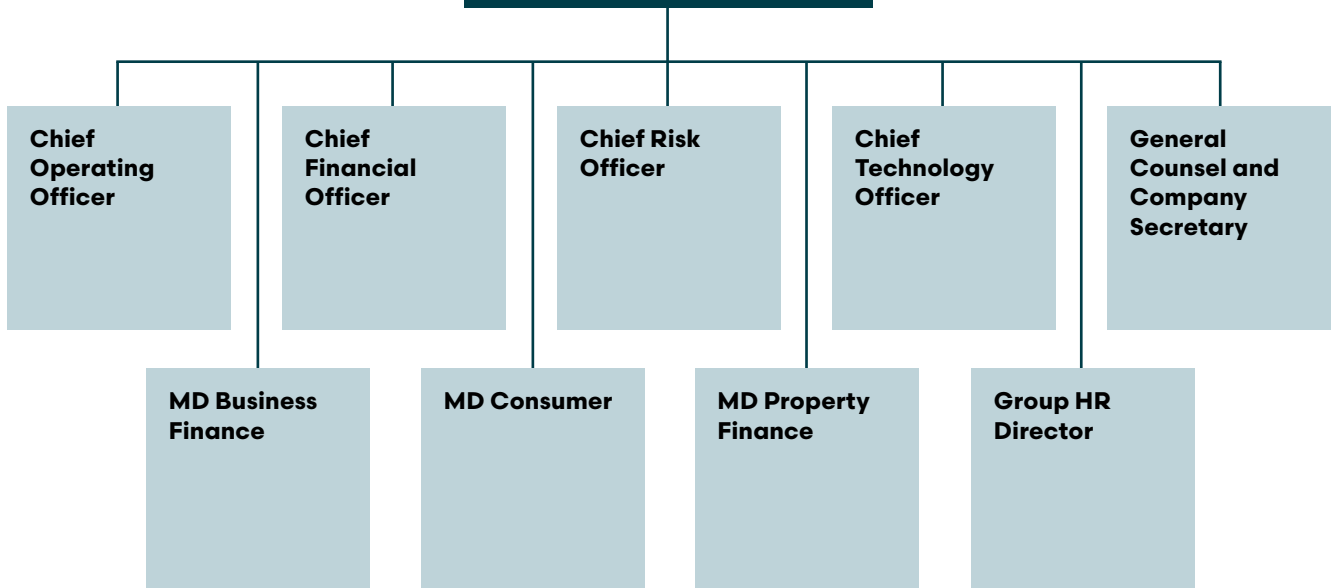 Chief
Operating
Officer
Chief
Financial
Officer
Chief Risk
Officer
Chief
Technology
Officer
General
Counsel and
Company
Secretary
MD Business
Finance
MD Consumer
MD Property
Finance
Group HR
Director